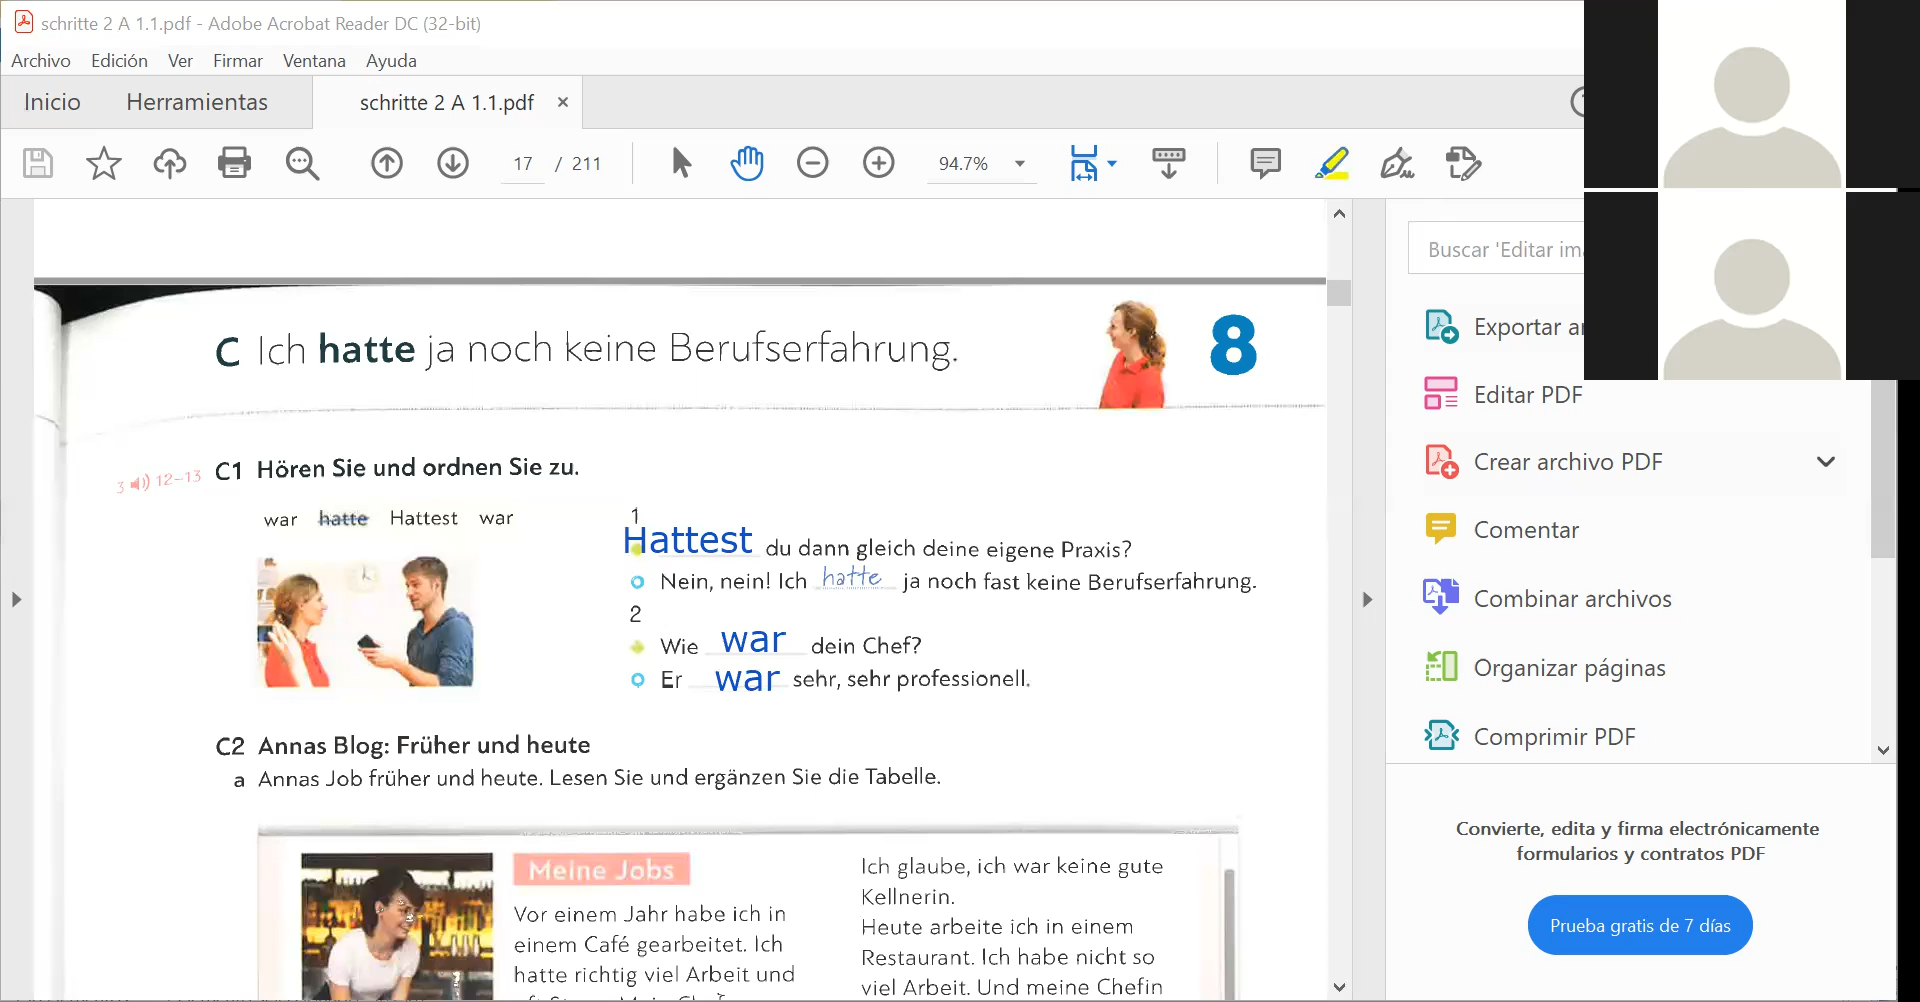 schritte 2 A 1.1.pdf - Adobe Acrobat Reader DC (32-bit)
Archivo Edición Ver Firmar Ventana Ayuda
Inicio Herramientas schritte 2 A 1.1.pdf ×
17 / 211 94.7%
C Ich hatte ja noch keine Berufserfahrung. 8
3 12–13 C1 Hören Sie und ordnen Sie zu.
war hatte Hattest war
1
Hattest du dann gleich deine eigene Praxis?
Nein, nein! Ich hatte ja noch fast keine Berufserfahrung.
2
Wie war dein Chef?
Er war sehr, sehr professionell.
C2 Annas Blog: Früher und heute
a Annas Job früher und heute. Lesen Sie und ergänzen Sie die Tabelle.
Meine Jobs
Vor einem Jahr habe ich in
einem Café gearbeitet. Ich
hatte richtig viel Arbeit und
Ich glaube, ich war keine gute
Kellnerin.
Heute arbeite ich in einem
Restaurant. Ich habe nicht so
viel Arbeit. Und meine Chefin
Buscar 'Editar
Exportar
Editar PDF
Crear archivo PDF
Comentar
Combinar archivos
Organizar páginas
Comprimir PDF
Convierte, edita y firma electrónicamente
formularios y contratos PDF
Prueba gratis de 7 días